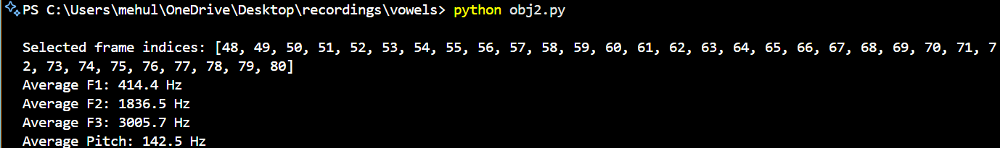 PS C:\Users\mehul\OneDrive\Desktop\recordings\vowels> python obj2.py
Selected frame indices: [48, 49, 50, 51, 52, 53, 54, 55, 56, 57, 58, 59, 60, 61, 62, 63, 64, 65, 66, 67, 68, 69, 70, 71, 7
2, 73, 74, 75, 76, 77, 78, 79, 80]
Average F1: 414.4 Hz
Average F2: 1836.5 Hz
Average F3: 3005.7 Hz
Average Pitch: 142.5 Hz